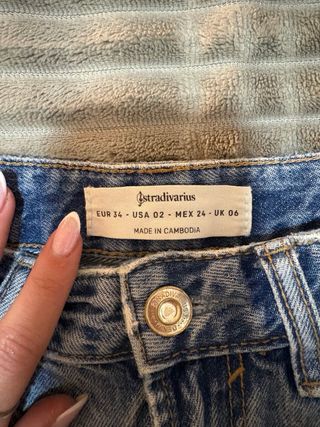 stradivarius
EUR 34 - USA 02 - MEX 24 - UK 06
MADE IN CAMBODIA